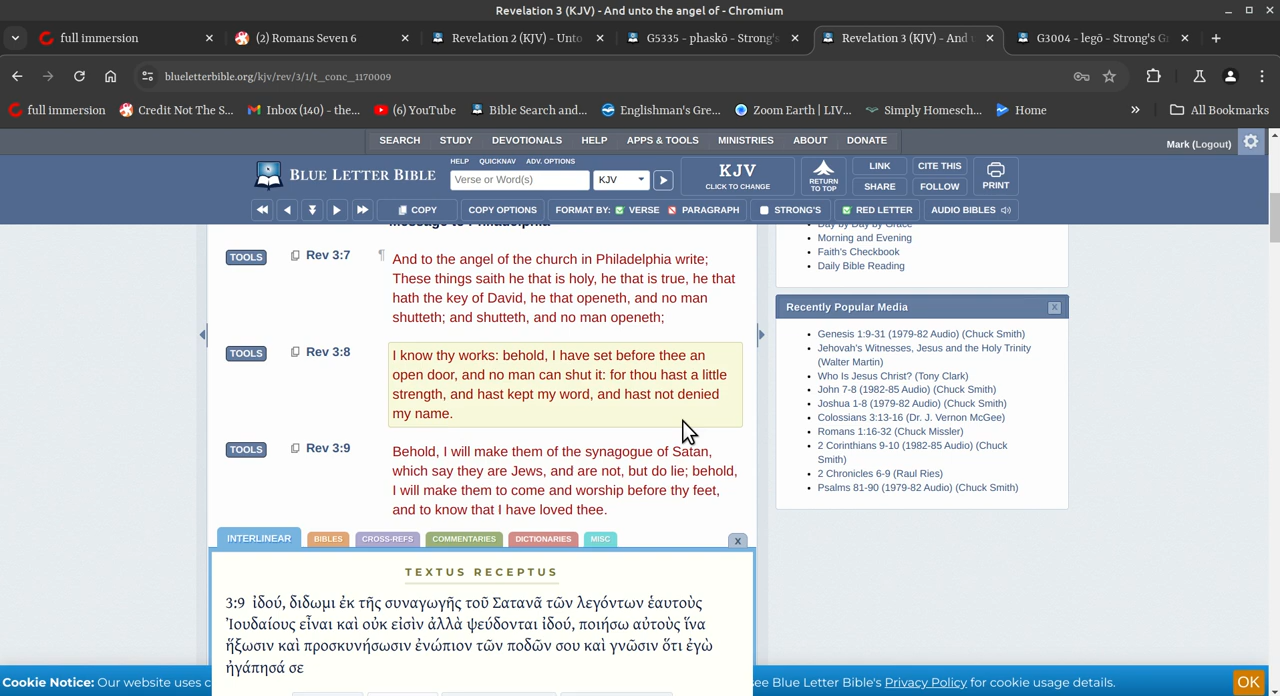 Revelation 3 (KJV) - And unto the angel of - Chromium
full immersion
(2) Romans Seven 6
Revelation 2 (KJV) - Unto
G5335 - phaskō - Strong's
Revelation 3 (KJV) - And
G3004 - legō - Strong's G
blueletterbible.org/kjv/rev/3/1/t_conc_1170009
full immersion
Credit Not The S...
Inbox (140) - the...
(6) YouTube
Bible Search and...
Englishman's Gre...
Zoom Earth | LIV...
Simply Homesch...
Home
All Bookmarks
SEARCH STUDY DEVOTIONALS HELP APPS & TOOLS MINISTRIES ABOUT DONATE
Mark (Logout)
BLUE LETTER BIBLE
HELP QUICKNAV ADV. OPTIONS
Verse or Word(s)
KJV
KJV
CLICK TO CHANGE
RETURN
TO TOP
LINK
CITE THIS
SHARE
FOLLOW
PRINT
COPY COPY OPTIONS FORMAT BY: VERSE PARAGRAPH STRONG'S RED LETTER AUDIO BIBLES
Message to Philadelphia
TOOLS Rev 3:7 ¶ And to the angel of the church in Philadelphia write;
These things saith he that is holy, he that is true, he that
hath the key of David, he that openeth, and no man
shutteth; and shutteth, and no man openeth;
TOOLS Rev 3:8 I know thy works: behold, I have set before thee an
open door, and no man can shut it: for thou hast a little
strength, and hast kept my word, and hast not denied
my name.
TOOLS Rev 3:9 Behold, I will make them of the synagogue of Satan,
which say they are Jews, and are not, but do lie; behold,
I will make them to come and worship before thy feet,
and to know that I have loved thee.
INTERLINEAR BIBLES CROSS-REFS COMMENTARIES DICTIONARIES MISC X
TEXTUS RECEPTUS
3:9 ἰδού, διδωμι ἐκ τῆς συναγωγῆς τοῦ Σατανᾶ τῶν λεγόντων ἑαυτοὺς
Ἰουδαίους εἶναι καὶ οὐκ εἰσὶν ἀλλὰ ψεύδονται ἰδού, ποιήσω αὐτοὺς ἵνα
ἥξωσιν καὶ προσκυνήσωσιν ἐνώπιον τῶν ποδῶν σου καὶ γνῶσιν ὅτι ἐγὼ
ἠγάπησά σε
Day by Day by Grace
Morning and Evening
Faith's Checkbook
Daily Bible Reading
Recently Popular Media X
Genesis 1:9-31 (1979-82 Audio) (Chuck Smith)
Jehovah's Witnesses, Jesus and the Holy Trinity
(Walter Martin)
Who Is Jesus Christ? (Tony Clark)
John 7-8 (1982-85 Audio) (Chuck Smith)
Joshua 1-8 (1979-82 Audio) (Chuck Smith)
Colossians 3:13-16 (Dr. J. Vernon McGee)
Romans 1:16-32 (Chuck Missler)
2 Corinthians 9-10 (1982-85 Audio) (Chuck
Smith)
2 Chronicles 6-9 (Raul Ries)
Psalms 81-90 (1979-82 Audio) (Chuck Smith)
Cookie Notice: Our website uses c
see Blue Letter Bible's Privacy Policy for cookie usage details.
OK